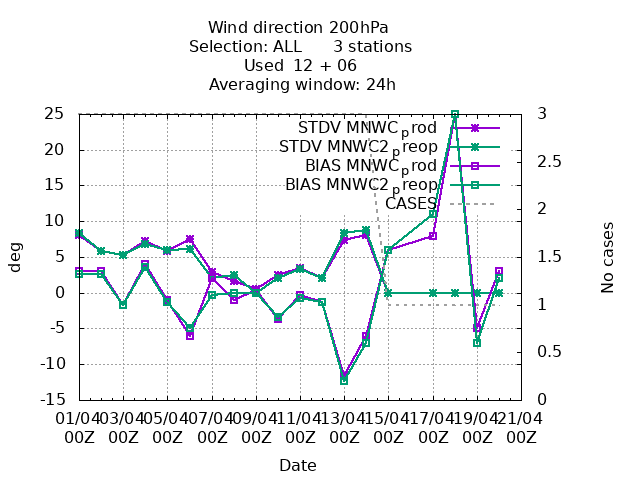 Wind direction 200hPa
Selection: ALL 3 stations
Used 12 + 06
Averaging window: 24h
STDV MNWC_prod
STDV MNWC2_preop
BIAS MNWC_prod
BIAS MNWC2_preop
CASES
25
20
15
10
5
0
-5
-10
-15
deg
3
2.5
2
1.5
1
0.5
0
No cases
01/04 03/04 05/04 07/04 09/04 11/04 13/04 15/04 17/04 19/04 21/04
00Z 00Z 00Z 00Z 00Z 00Z 00Z 00Z 00Z 00Z 00Z
Date